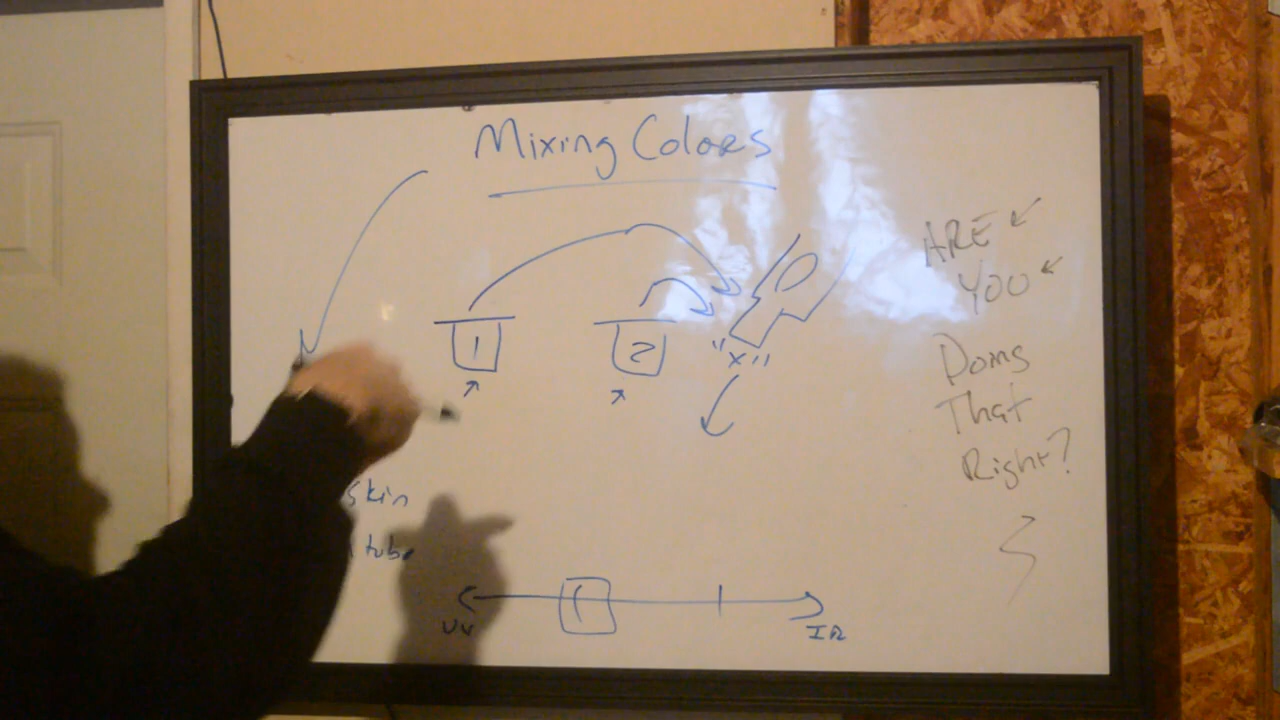 Mixing Colors
ARE
YOU
Doms
That
Right?
1
2
"x"
skin
tube
UV
IR